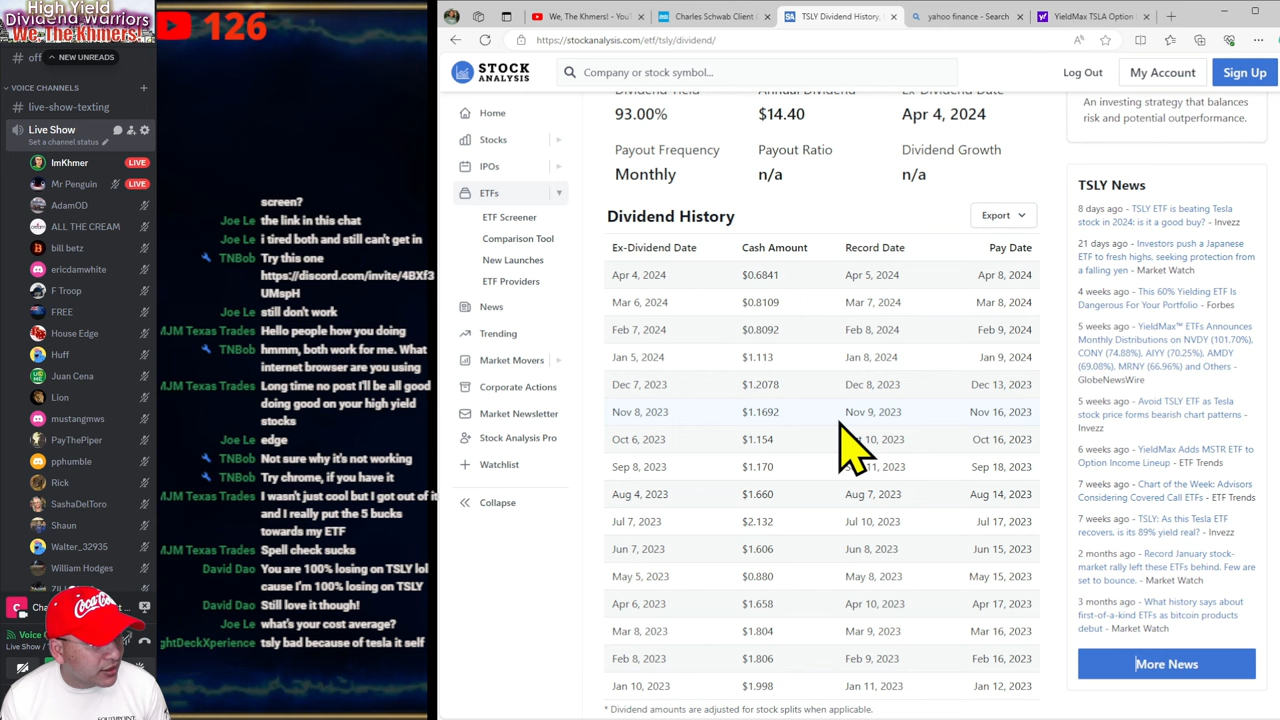 High Yield
Dividend Warriors
We, The Khmers!
# off
NEW UNREADS
VOICE CHANNELS
live-show-texting
Live Show
Set a channel status
ImKhmer LIVE
Mr Penguin LIVE
AdamOD
ALL THE CREAM
bill betz
ericdamwhite
F Troop
FREE
House Edge
Huff
Juan Cena
Lion
mustangmws
PayThePiper
pphumble
Rick
SashaDelToro
Shaun
Walter_32935
William Hodges
Voice C
Live Show /
126
screen?
Joe Le the link in this chat
Joe Le i tired both and still can't get in
TNBob Try this one
https://discord.com/invite/4BXf3
UMspH
Joe Le still don't work
MJM Texas Trades Hello people how you doing
TNBob hmmm, both work for me. What
internet browser are you using
MJM Texas Trades Long time no post I'll be all good
doing good on your high yield
stocks
Joe Le edge
TNBob Not sure why it's not working
TNBob Try chrome, if you have it
MJM Texas Trades I wasn't just cool but I got out of it
and I really put the 5 bucks
towards my ETF
MJM Texas Trades Spell check sucks
David Dao You are 100% losing on TSLY lol
cause I'm 100% losing on TSLY
David Dao Still love it though!
Joe Le what's your cost average?
ghtDeckXperience tsly bad because of tesla it self
We, The Khmers! - YouT
Charles Schwab Client C
TSLY Dividend History,
yahoo finance - Search
YieldMax TSLA Option
https://stockanalysis.com/etf/tsly/dividend/
STOCK
ANALYSIS
Company or stock symbol...
Log Out
My Account
Sign Up
Home
Stocks
IPOs
ETFs
ETF Screener
Comparison Tool
New Launches
ETF Providers
News
Trending
Market Movers
Corporate Actions
Market Newsletter
Stock Analysis Pro
Watchlist
Collapse
Dividend Yield Annual Dividend Ex-Dividend Date
93.00% $14.40 Apr 4, 2024
Payout Frequency Payout Ratio Dividend Growth
Monthly n/a n/a
Dividend History
Export
Ex-Dividend Date Cash Amount Record Date Pay Date
Apr 4, 2024 $0.6841 Apr 5, 2024 Apr 8, 2024
Mar 6, 2024 $0.8109 Mar 7, 2024 Mar 8, 2024
Feb 7, 2024 $0.8092 Feb 8, 2024 Feb 9, 2024
Jan 5, 2024 $1.113 Jan 8, 2024 Jan 9, 2024
Dec 7, 2023 $1.2078 Dec 8, 2023 Dec 13, 2023
Nov 8, 2023 $1.1692 Nov 9, 2023 Nov 16, 2023
Oct 6, 2023 $1.154 10, 2023 Oct 16, 2023
Sep 8, 2023 $1.170 11, 2023 Sep 18, 2023
Aug 4, 2023 $1.660 Aug 7, 2023 Aug 14, 2023
Jul 7, 2023 $2.132 Jul 10, 2023 Jul 17, 2023
Jun 7, 2023 $1.606 Jun 8, 2023 Jun 15, 2023
May 5, 2023 $0.880 May 8, 2023 May 15, 2023
Apr 6, 2023 $1.658 Apr 10, 2023 Apr 17, 2023
Mar 8, 2023 $1.804 Mar 9, 2023 Mar 16, 2023
Feb 8, 2023 $1.806 Feb 9, 2023 Feb 16, 2023
Jan 10, 2023 $1.998 Jan 11, 2023 Jan 12, 2023
* Dividend amounts are adjusted for stock splits when applicable.
An investing strategy that balances
risk and potential outperformance.
TSLY News
8 days ago - TSLY ETF is beating Tesla
stock in 2024: is it a good buy? - Invezz
21 days ago - Investors push a Japanese
ETF to fresh highs, seeking protection from
a falling yen - Market Watch
4 weeks ago - This 60% Yielding ETF Is
Dangerous For Your Portfolio - Forbes
5 weeks ago - YieldMax™ ETFs Announces
Monthly Distributions on NVDY (101.70%),
CONY (74.88%), AIYY (70.25%), AMDY
(69.08%), MRNY (66.96%) and Others -
GlobeNewsWire
5 weeks ago - Avoid TSLY ETF as Tesla
stock price forms bearish chart patterns -
Invezz
6 weeks ago - YieldMax Adds MSTR ETF to
Option Income Lineup - ETF Trends
7 weeks ago - Chart of the Week: Advisors
Considering Covered Call ETFs - ETF Trends
7 weeks ago - TSLY: As this Tesla ETF
recovers, is its 89% yield real? - Invezz
2 months ago - Record January stock-
market rally left these ETFs behind. Few are
set to bounce. - Market Watch
3 months ago - What history says about
first-of-a-kind ETFs as bitcoin products
debut - Market Watch
More News